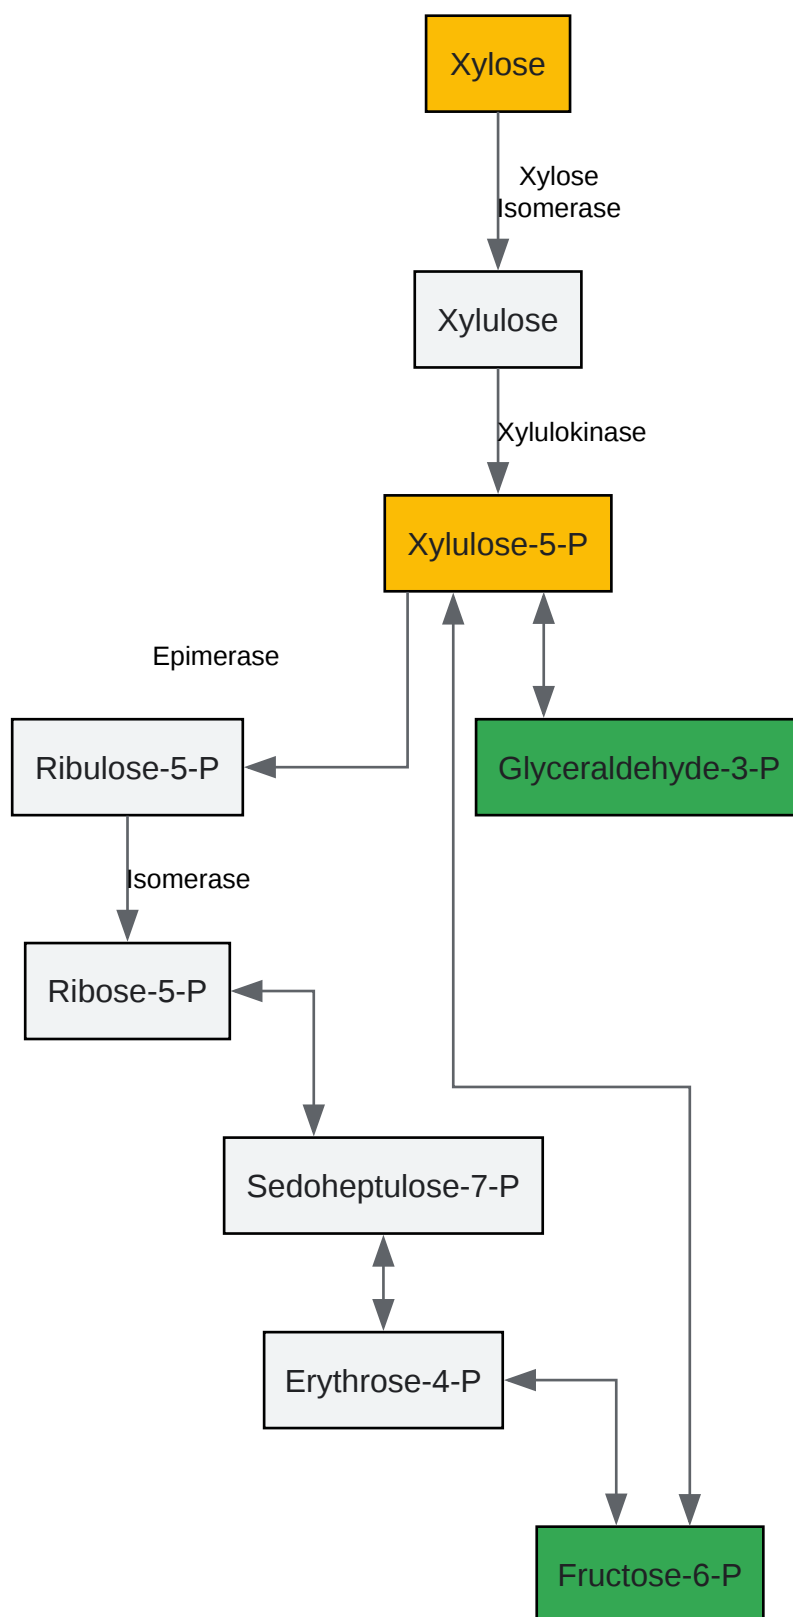 Xylose
Xylose
Isomerase
Xylulose
Xylulokinase
Xylulose-5-P
Epimerase
Ribulose-5-P
Glyceraldehyde-3-P
Isomerase
Ribose-5-P
Sedoheptulose-7-P
Erythrose-4-P
Fructose-6-P